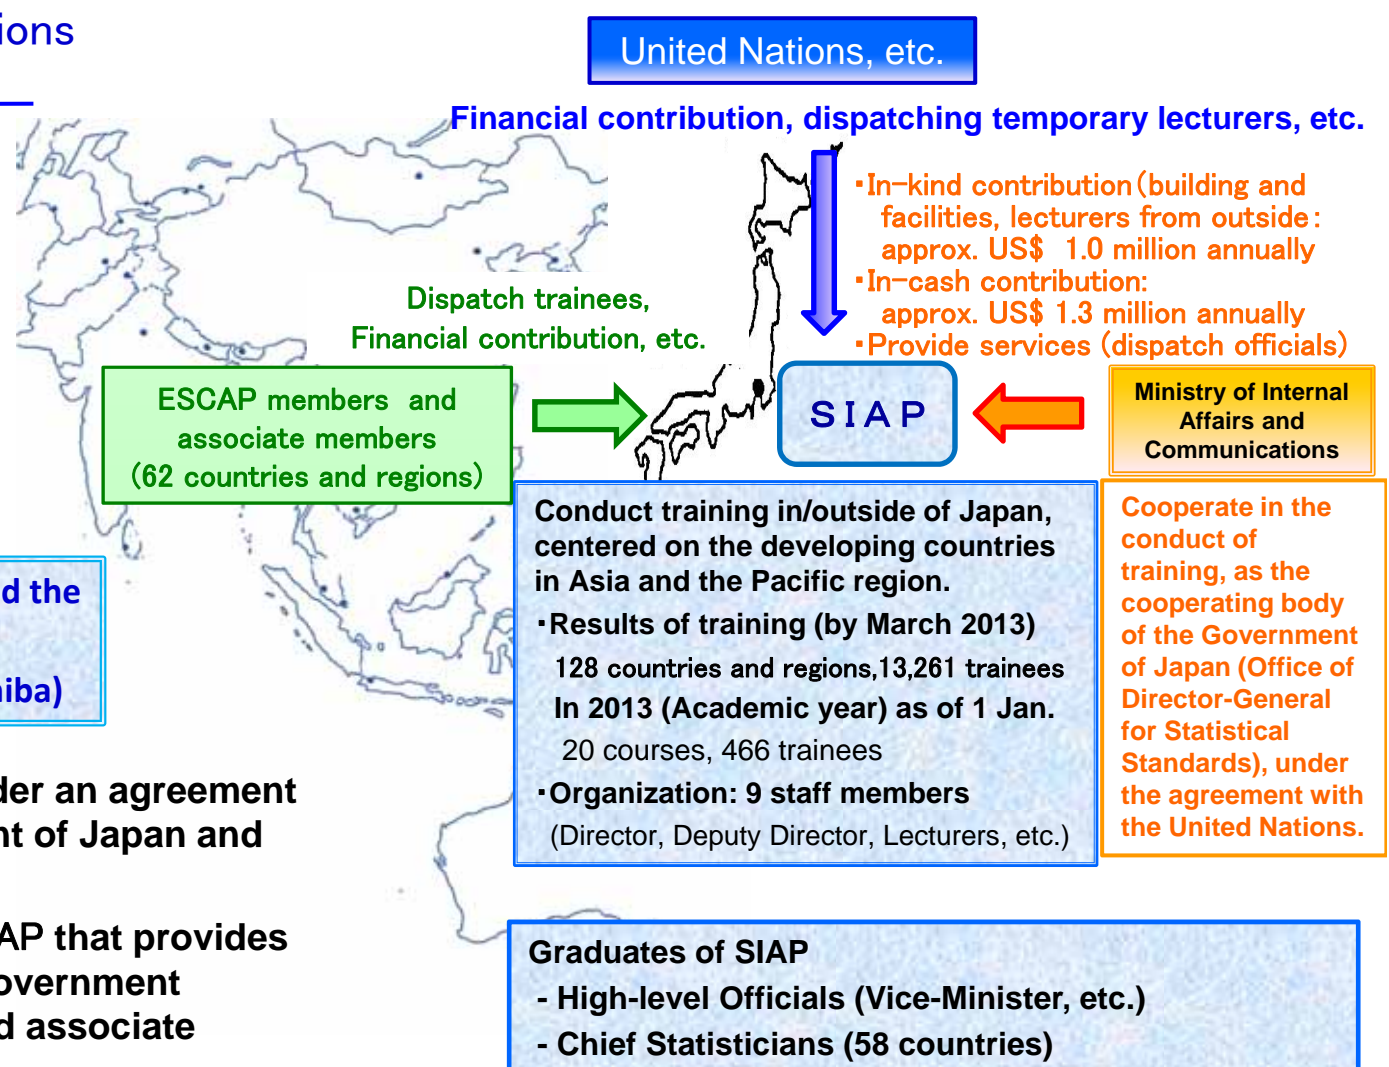 ions
United Nations, etc.
Financial contribution, dispatching temporary lecturers, etc.
・In-kind contribution(building and
facilities, lecturers from outside:
approx. US$ 1.0 million annually
・In-cash contribution:
approx. US$ 1.3 million annually
・Provide services (dispatch officials)
Dispatch trainees,
Financial contribution, etc.
ESCAP members and
associate members
(62 countries and regions)
SIAP
Ministry of Internal
Affairs and
Communications
Conduct training in/outside of Japan,
centered on the developing countries
in Asia and the Pacific region.
・Results of training (by March 2013)
128 countries and regions,13,261 trainees
In 2013 (Academic year) as of 1 Jan.
20 courses, 466 trainees
・Organization: 9 staff members
(Director, Deputy Director, Lecturers, etc.)
Cooperate in the
conduct of
training, as the
cooperating body
of the Government
of Japan (Office of
Director-General
for Statistical
Standards), under
the agreement with
the United Nations.
d the
iba)
der an agreement
nt of Japan and
AP that provides
overnment
d associate
Graduates of SIAP
- High-level Officials (Vice-Minister, etc.)
- Chief Statisticians (58 countries)